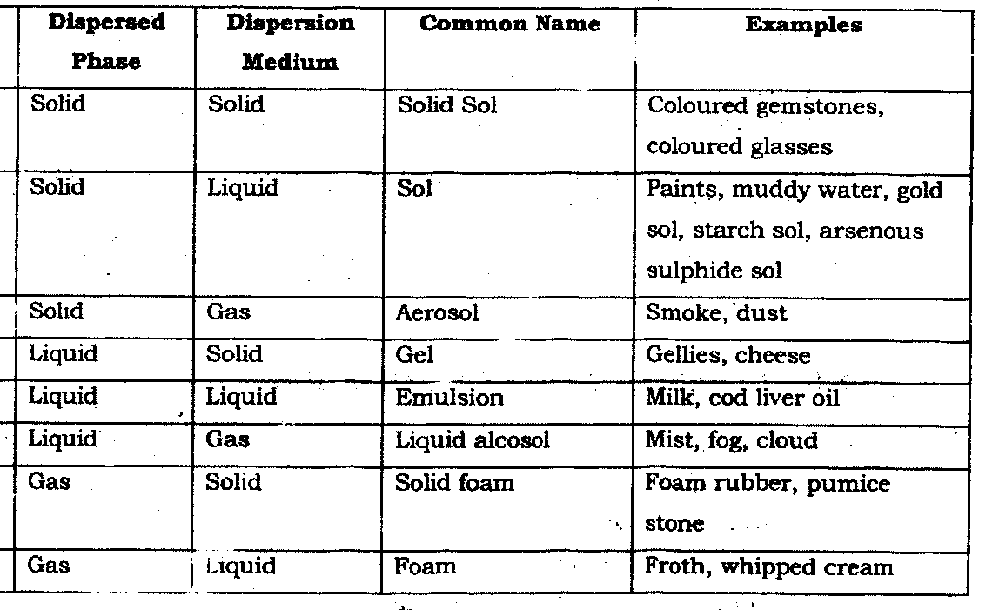 Dispersed Phase | Dispersion Medium | Common Name | Examples
Solid | Solid | Solid Sol | Coloured gemstones, coloured glasses
Solid | Liquid | Sol | Paints, muddy water, gold sol, starch sol, arsenous sulphide sol
Solid | Gas | Aerosol | Smoke, dust
Liquid | Solid | Gel | Gellies, cheese
Liquid | Liquid | Emulsion | Milk, cod liver oil
Liquid | Gas | Liquid alcosol | Mist, fog, cloud
Gas | Solid | Solid foam | Foam rubber, pumice stone
Gas | Liquid | Foam | Froth, whipped cream